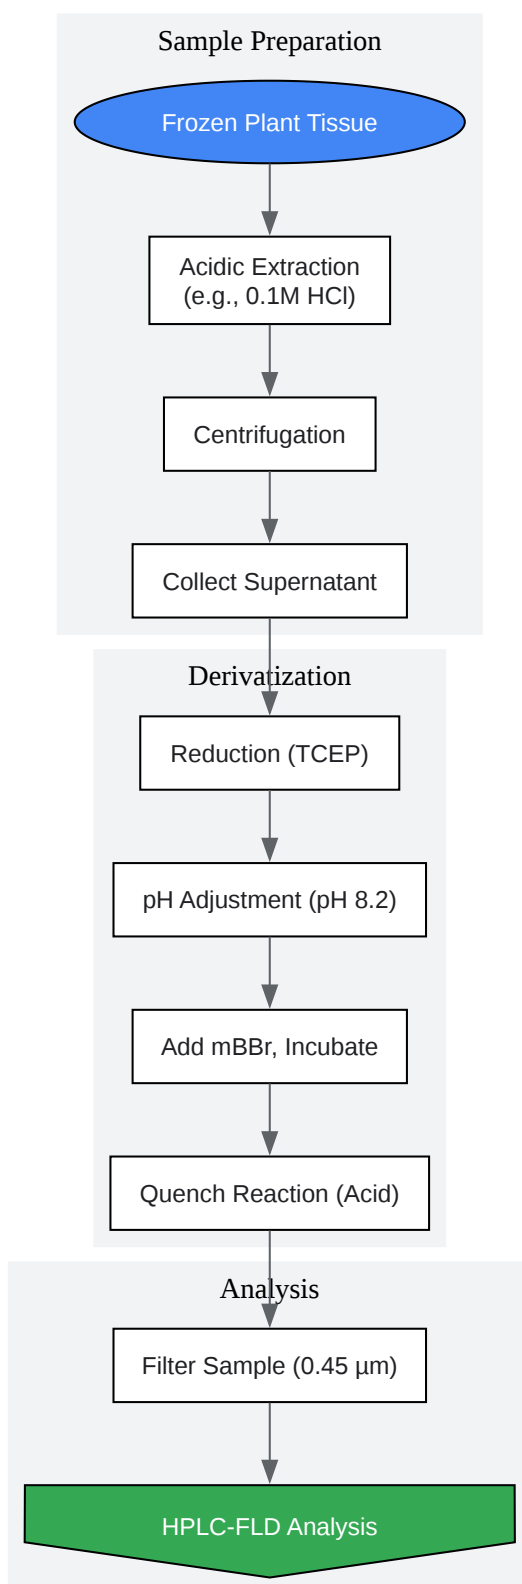 Sample Preparation
Frozen Plant Tissue
Acidic Extraction
(e.g., 0.1M HCl)
Centrifugation
Collect Supernatant
Derivatization
Reduction (TCEP)
pH Adjustment (pH 8.2)
Add mBBr, Incubate
Quench Reaction (Acid)
Analysis
Filter Sample (0.45 µm)
HPLC-FLD Analysis